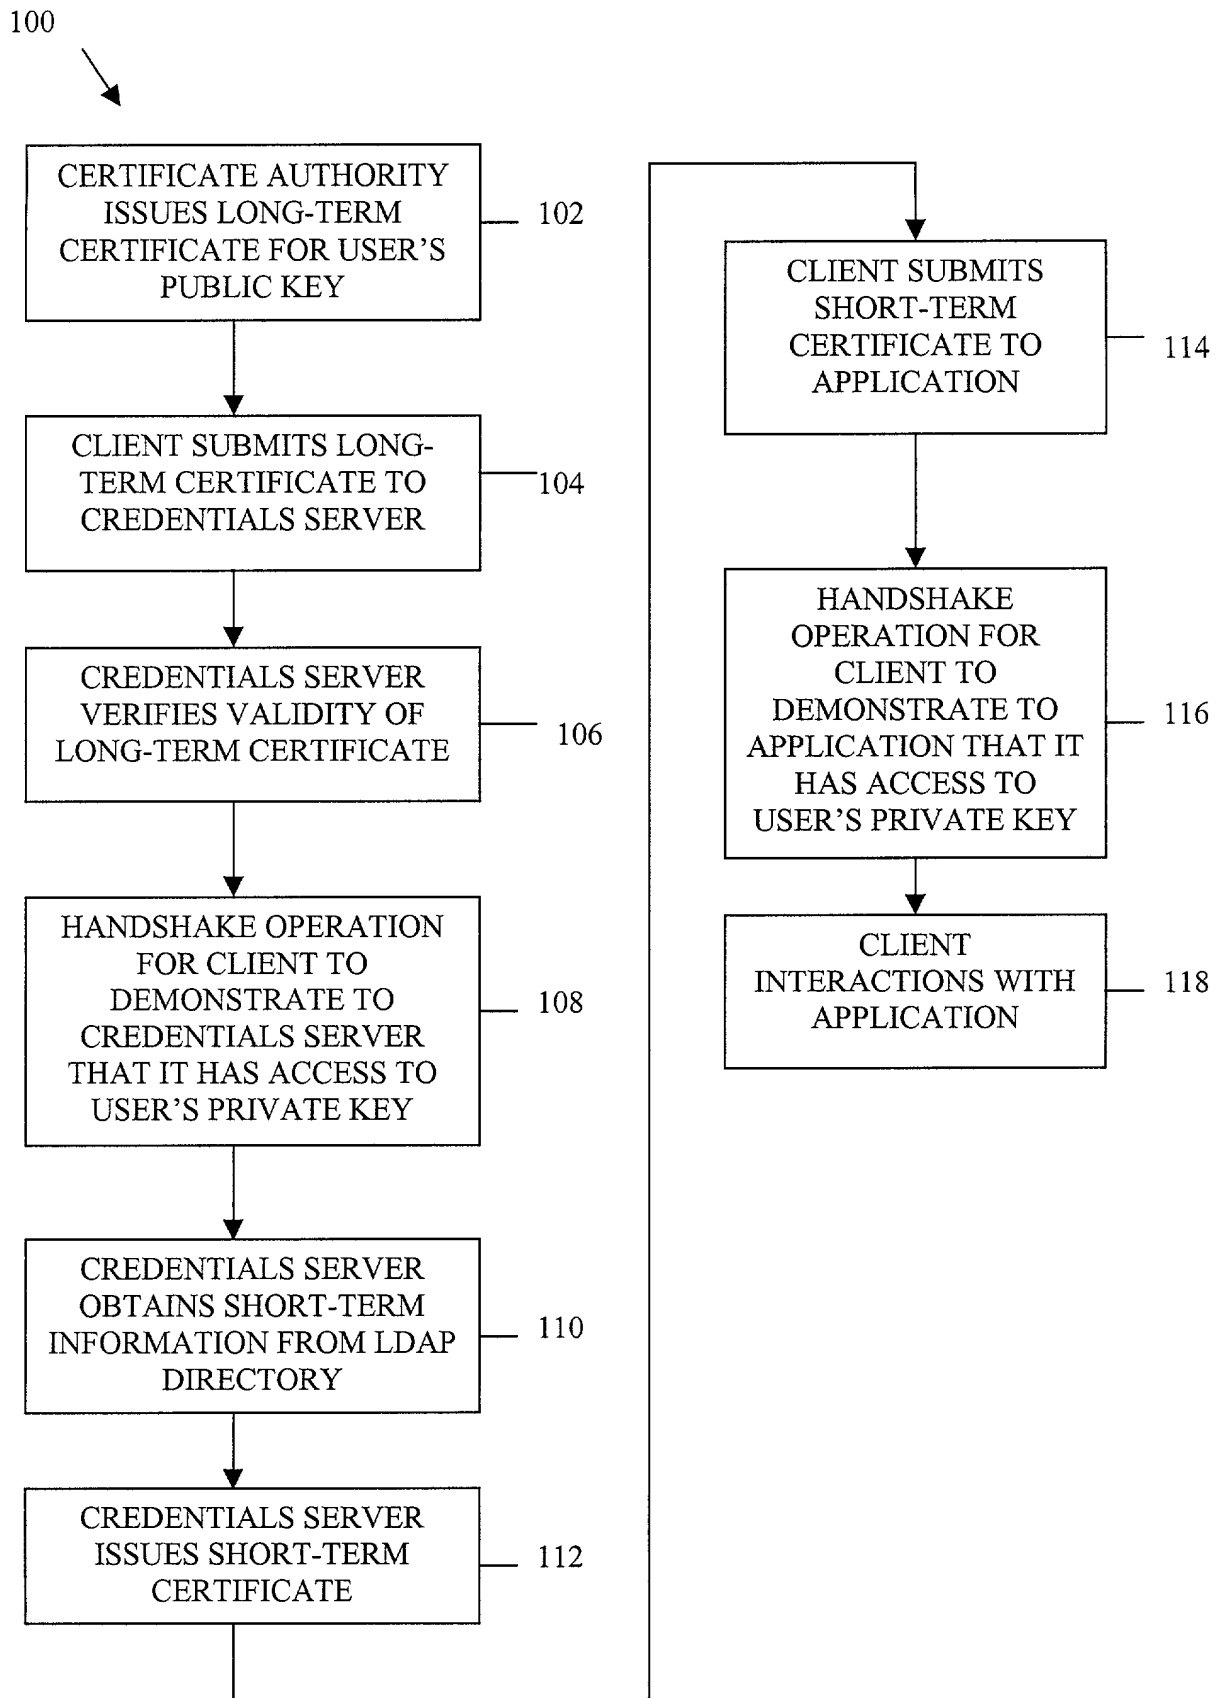 100
CERTIFICATE AUTHORITY
ISSUES LONG-TERM
CERTIFICATE FOR USER'S
PUBLIC KEY
102
CLIENT SUBMITS LONG-
TERM CERTIFICATE TO
CREDENTIALS SERVER
104
CREDENTIALS SERVER
VERIFIES VALIDITY OF
LONG-TERM CERTIFICATE
106
HANDSHAKE OPERATION
FOR CLIENT TO
DEMONSTRATE TO
CREDENTIALS SERVER
THAT IT HAS ACCESS TO
USER'S PRIVATE KEY
108
CREDENTIALS SERVER
OBTAINS SHORT-TERM
INFORMATION FROM LDAP
DIRECTORY
110
CREDENTIALS SERVER
ISSUES SHORT-TERM
CERTIFICATE
112
CLIENT SUBMITS
SHORT-TERM
CERTIFICATE TO
APPLICATION
114
HANDSHAKE
OPERATION FOR
CLIENT TO
DEMONSTRATE TO
APPLICATION THAT IT
HAS ACCESS TO
USER'S PRIVATE KEY
116
CLIENT
INTERACTIONS WITH
APPLICATION
118